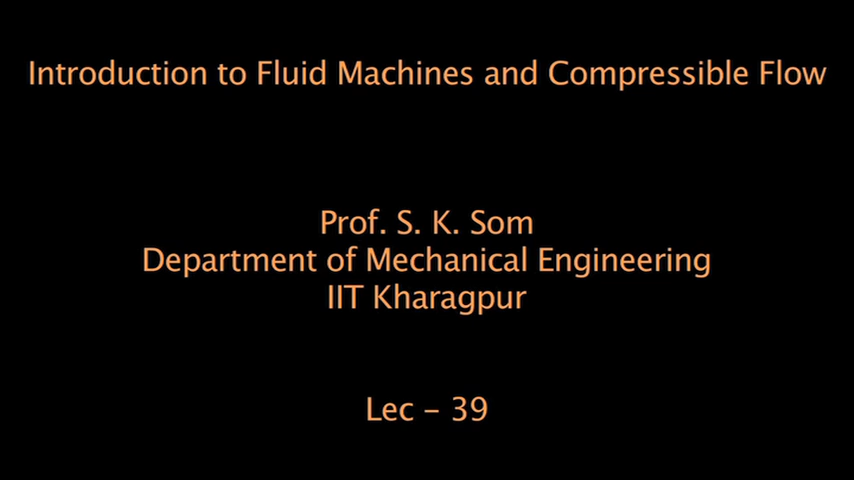 Introduction to Fluid Machines and Compressible Flow
Prof. S. K. Som
Department of Mechanical Engineering
IIT Kharagpur
Lec – 39